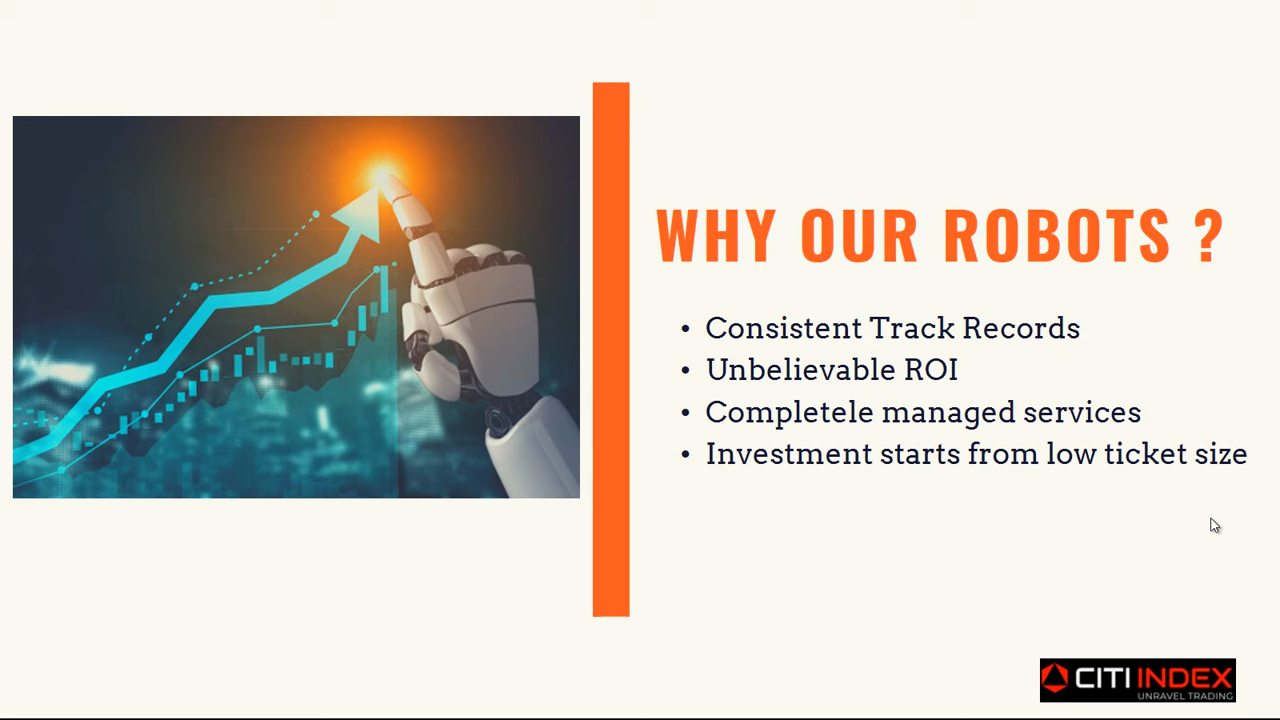 WHY OUR ROBOTS ?
• Consistent Track Records
• Unbelievable ROI
• Completele managed services
• Investment starts from low ticket size
CITI INDEX
UNRAVEL TRADING